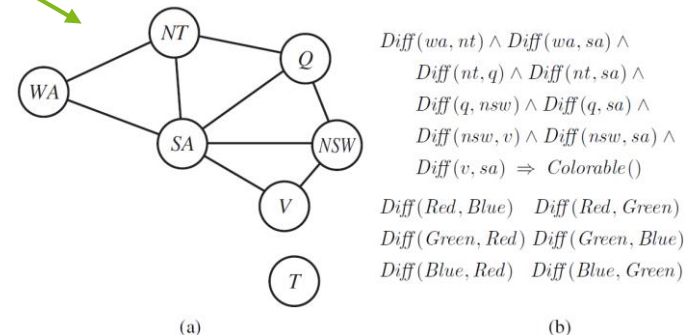 NT
Q
WA
SA
NSW
V
T
(a)
Diff(wa, nt) ∧ Diff(wa, sa) ∧
Diff(nt, q) ∧ Diff(nt, sa) ∧
Diff(q, nsw) ∧ Diff(q, sa) ∧
Diff(nsw, v) ∧ Diff(nsw, sa) ∧
Diff(v, sa) ⇒ Colorable()
Diff(Red, Blue) Diff(Red, Green)
Diff(Green, Red) Diff(Green, Blue)
Diff(Blue, Red) Diff(Blue, Green)
(b)